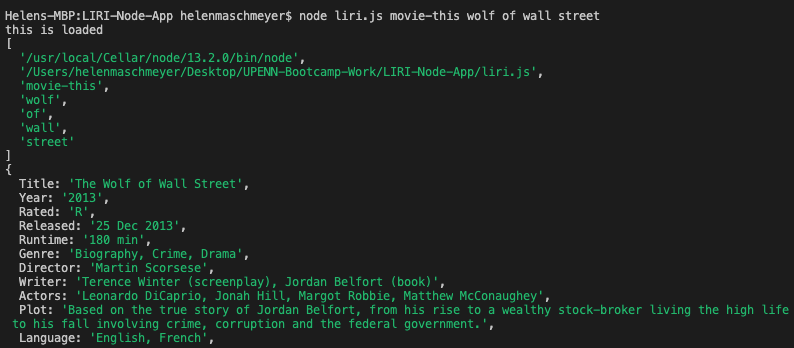 Helens-MBP:LIRI-Node-App helenmaschmeyer$ node liri.js movie-this wolf of wall street
this is loaded
[
  '/usr/local/Cellar/node/13.2.0/bin/node',
  '/Users/helenmaschmeyer/Desktop/UPENN-Bootcamp-Work/LIRI-Node-App/liri.js',
  'movie-this',
  'wolf',
  'of',
  'wall',
  'street'
]
{
  Title: 'The Wolf of Wall Street',
  Year: '2013',
  Rated: 'R',
  Released: '25 Dec 2013',
  Runtime: '180 min',
  Genre: 'Biography, Crime, Drama',
  Director: 'Martin Scorsese',
  Writer: 'Terence Winter (screenplay), Jordan Belfort (book)',
  Actors: 'Leonardo DiCaprio, Jonah Hill, Margot Robbie, Matthew McConaughey',
  Plot: 'Based on the true story of Jordan Belfort, from his rise to a wealthy stock-broker living the high life
 to his fall involving crime, corruption and the federal government.',
  Language: 'English, French',